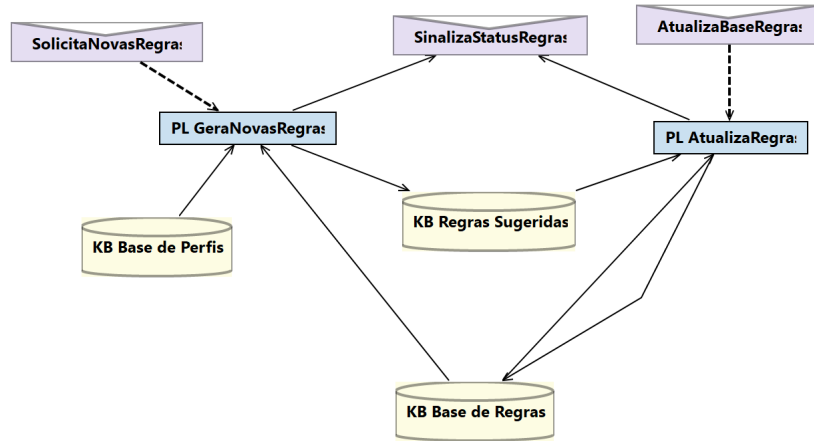 SolicitaNovasRegras
SinalizaStatusRegras
AtualizaBaseRegras
PL GeraNovasRegras
PL AtualizaRegras
KB Base de Perfis
KB Regras Sugeridas
KB Base de Regras